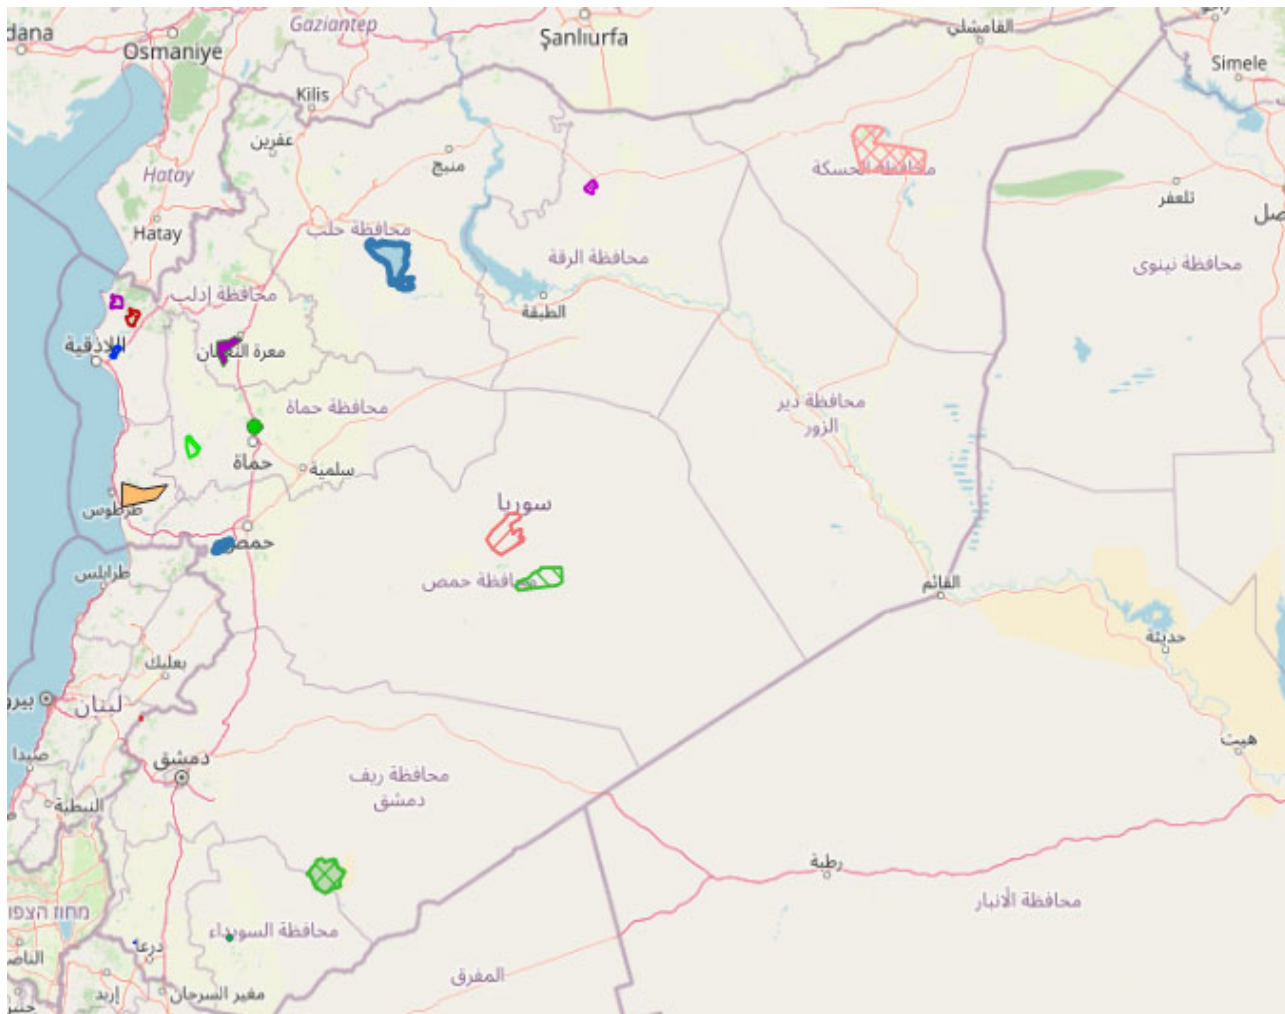 Gaziantep
Şanlıurfa
القامشلي
dana
Osmaniye
Simele
Kilis
عفرين
منبج
Hatay
محافظة الحسكة
تلعفر
Hatay
محافظة حلب
محافظة الرقة
محافظة نينوى
محافظة إدلب
الطبقة
اللاذقية
معرة النعمان
محافظة حماة
محافظة دير
الزور
حماة
سلمية
سوريا
طرطوس
حمص
طرابلس
محافظة حمص
القائم
حديثة
بعلبك
لبنان
بيرو
هيت
صيدا
دمشق
محافظة ريف
دمشق
النبطية
رطبة
محافظة الأنبار
מחוז הצפו
محافظة السويداء
درعا
الناص
المفرق
إربد
مغير السرحان